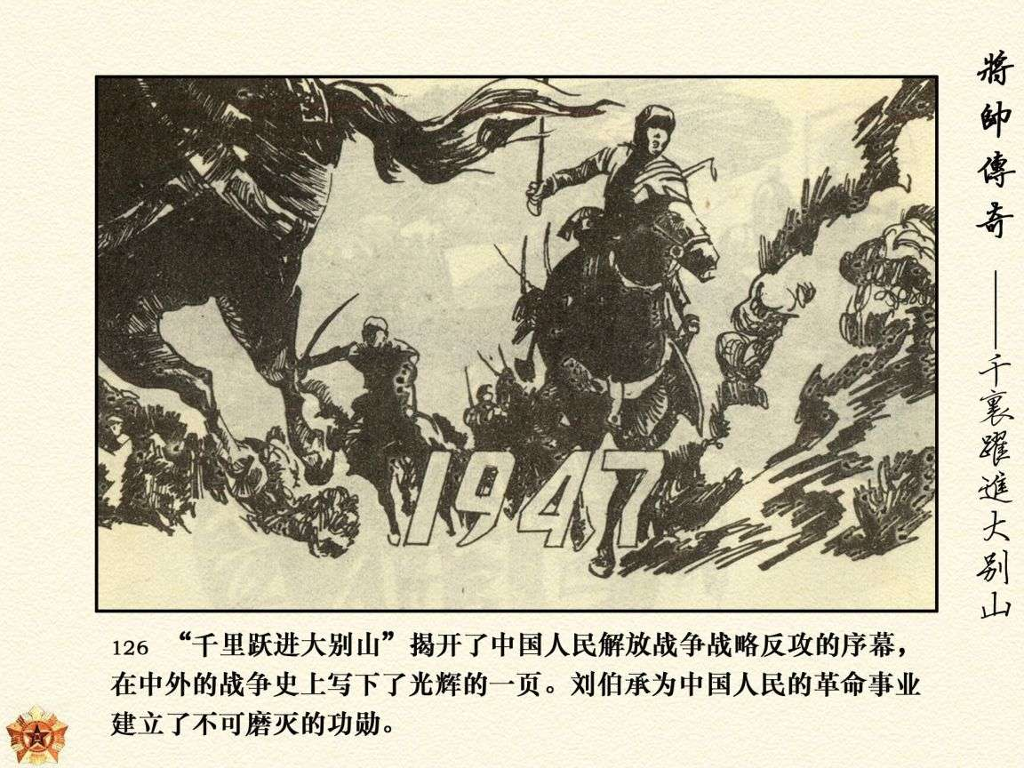 將帥傳奇 ——千裏躍進大别山
1947
126 “千里跃进大别山”揭开了中国人民解放战争战略反攻的序幕，
在中外的战争史上写下了光辉的一页。刘伯承为中国人民的革命事业
建立了不可磨灭的功勋。